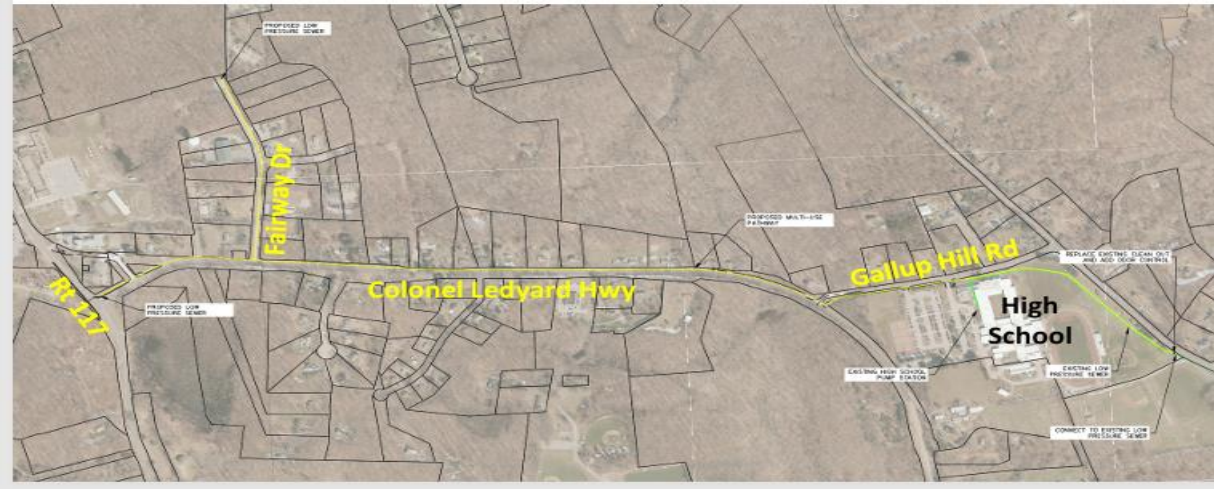 PROPOSED LOW
PRESSURE SEWER
Fairway Dr
PROPOSED MULTI-USE
PATHWAY
Gallup Hill Rd
REPLACE EXISTING CLEAN OUT
AND ADD ODOR CONTROL
Rt 117
PROPOSED LOW
PRESSURE SEWER
Colonel Ledyard Hwy
High
School
EXISTING HIGH SCHOOL
PUMP STATION
EXISTING LOW
PRESSURE SEWER
CONNECT TO EXISTING LOW
PRESSURE SEWER